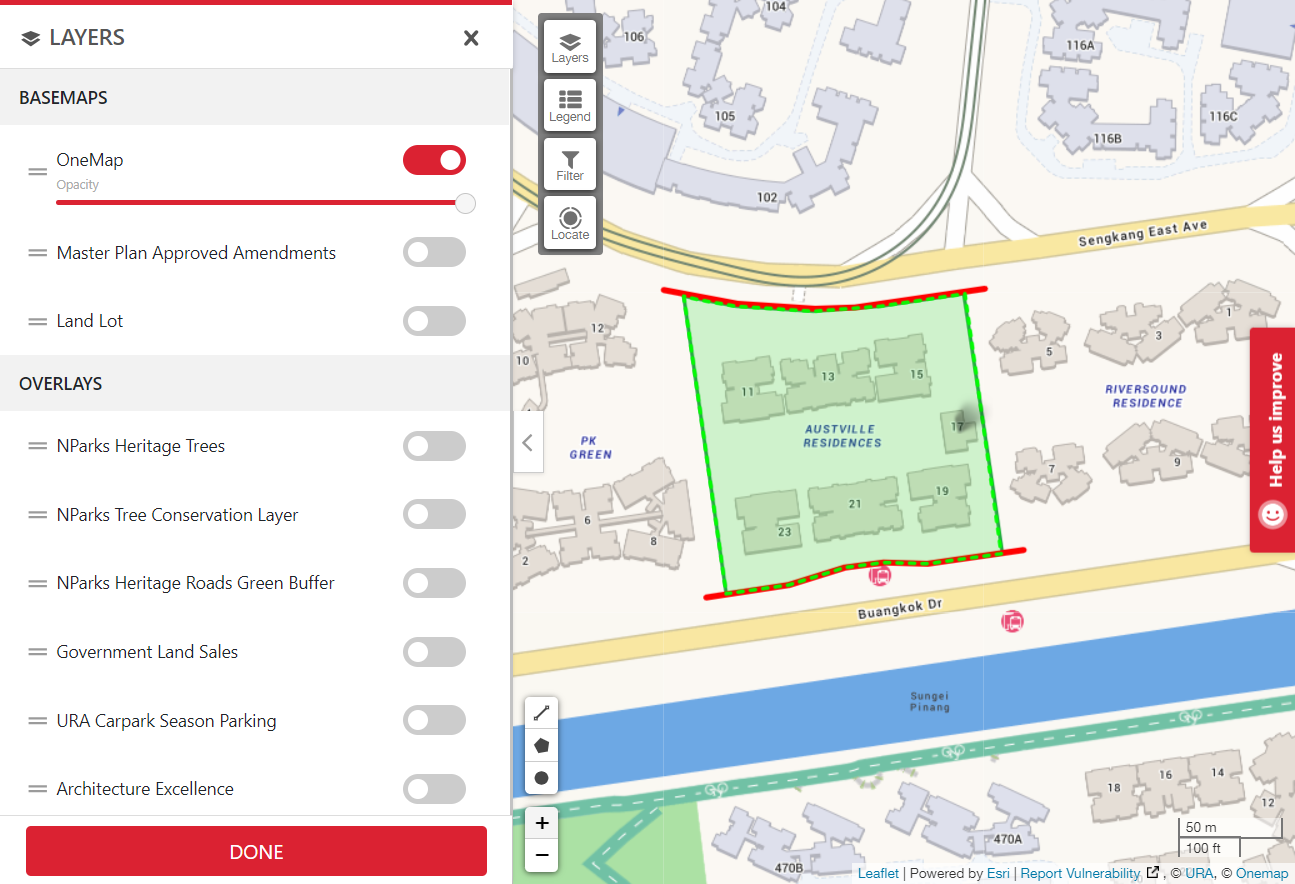 LAYERS
BASEMAPS
OneMap
Opacity
Master Plan Approved Amendments
Land Lot
OVERLAYS
NParks Heritage Trees
NParks Tree Conservation Layer
NParks Heritage Roads Green Buffer
Government Land Sales
URA Carpark Season Parking
Architecture Excellence
DONE
Layers
Legend
Filter
Locate
104
106
105
102
116A
116B
116C
Sengkang East Ave
12
10
PK
GREEN
6
8
2
11
13
15
17
AUSTVILLE
RESIDENCES
19
21
23
1
3
5
RIVERSOUND
RESIDENCE
7
9
Help us improve
Buangkok Dr
Sungei
Pinang
18
16
14
12
470A
470B
+
−
50 m
100 ft
Leaflet | Powered by Esri | Report Vulnerability , © URA, © Onemap